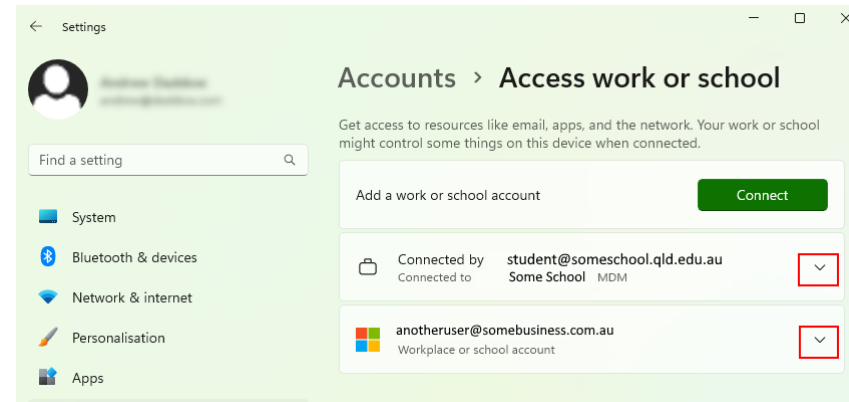 Settings
Accounts > Access work or school
Get access to resources like email, apps, and the network. Your work or school
might control some things on this device when connected.
Find a setting
Add a work or school account
Connect
System
Bluetooth & devices
Network & internet
Personalisation
Apps
Connected by student@someschool.qld.edu.au
Connected to Some School MDM
anotheruser@somebusiness.com.au
Workplace or school account